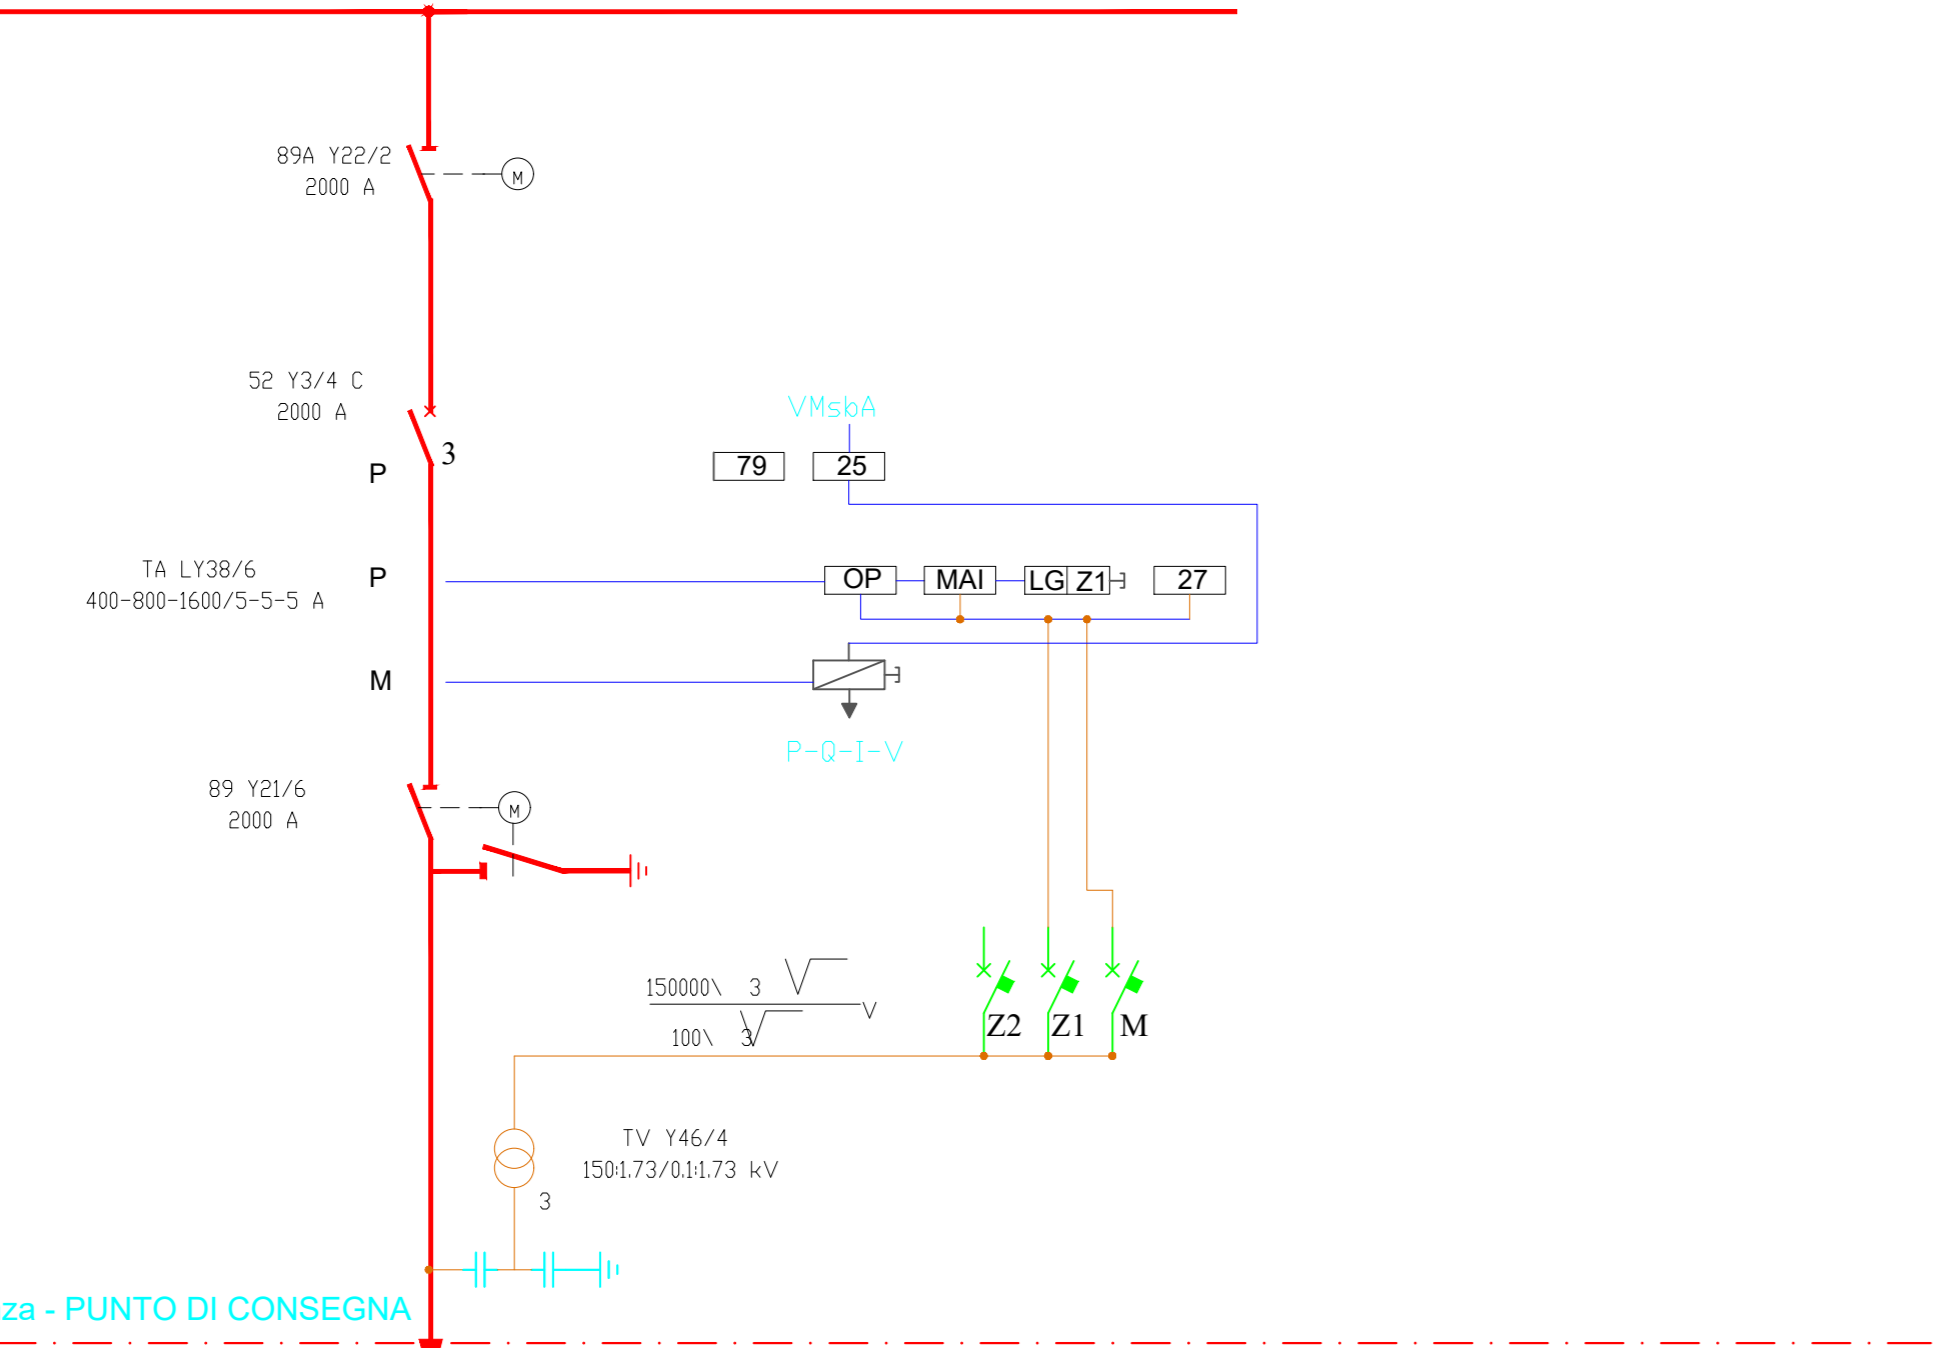 89A Y22/2
2000 A
M
52 Y3/4 C
2000 A
3
P
VMsbA
79
25
TA LY38/6
400-800-1600/5-5-5 A
P
OP
MAI
LG Z1
27
M
P-Q-I-V
89 Y21/6
2000 A
M
150000\ 3 √
V
100\ 3 √
Z2
Z1
M
TV Y46/4
150:1.73/0.1:1.73 kV
3
za - PUNTO DI CONSEGNA